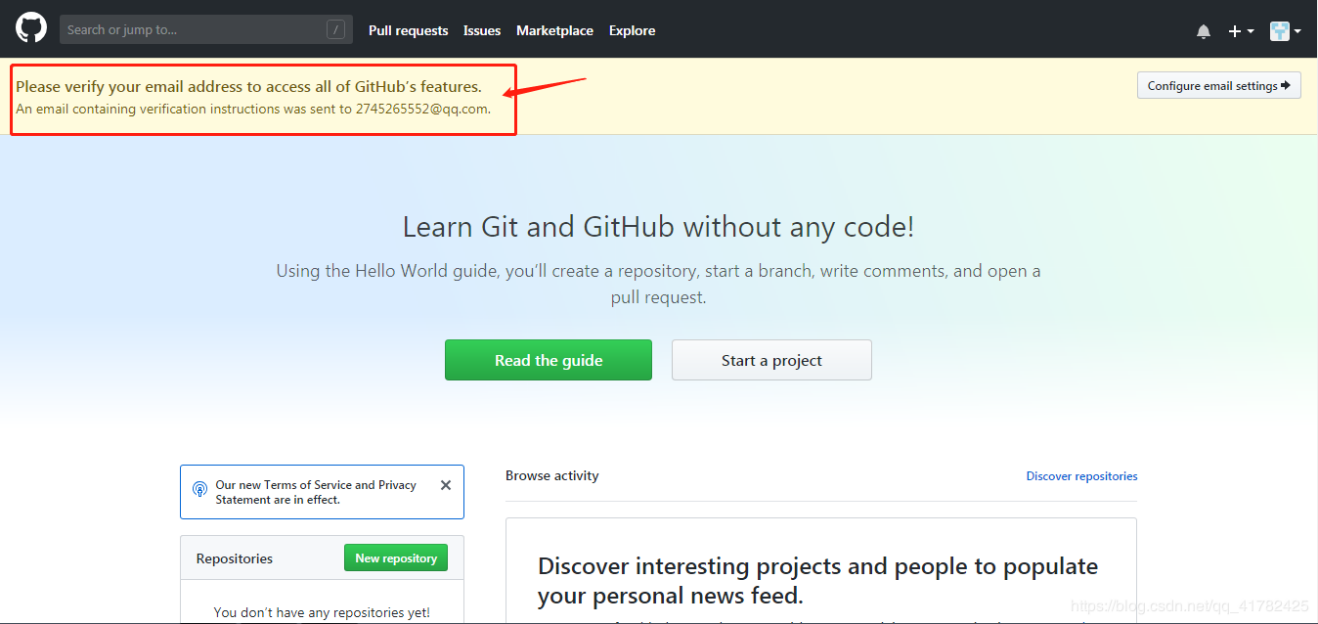 Search or jump to...
/
Pull requests
Issues
Marketplace
Explore
Please verify your email address to access all of GitHub's features.
An email containing verification instructions was sent to 2745265552@qq.com.
Configure email settings
Learn Git and GitHub without any code!
Using the Hello World guide, you'll create a repository, start a branch, write comments, and open a
pull request.
Read the guide
Start a project
Our new Terms of Service and Privacy
Statement are in effect.
Repositories
New repository
You don't have any repositories yet!
Browse activity
Discover repositories
Discover interesting projects and people to populate
your personal news feed.
https://blog.csdn.net/qq_41782425